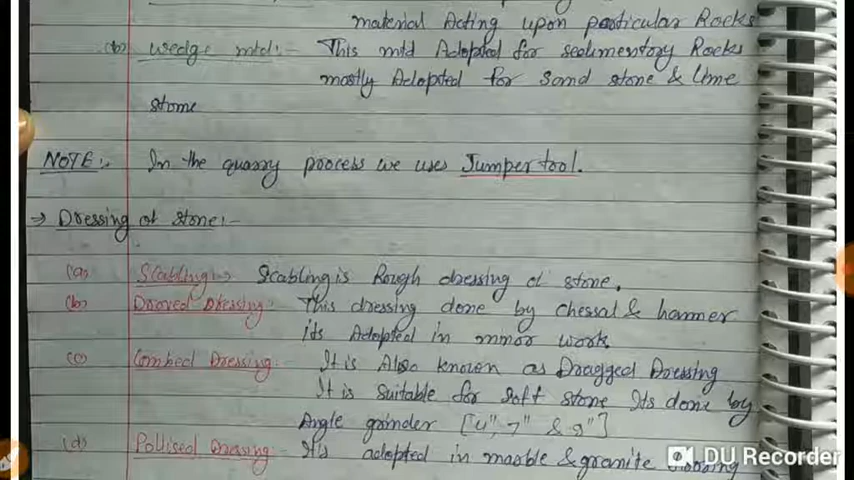 material Acting upon particular Rocks
(b) Wedge mtd:- This mtd Adopted for sedimentory Rocks
mostly Adopted for Sand stone & Lime
stone
NOTE:- In the quarry process we uses Jumper tool.
→ Dressing of stone:-
(a) Scabling:- Scabling is Rough dressing of stone.
(b) Droved Dressing:- This dressing done by chessal & hammer
its Adopted in minor work
(c) Combed Dressing:- It is Also known as Dragged Dressing
It is suitable for soft stone Its done by
Angle grinder [4", 7" & 9"]
(d) Pollised Dressing:- It is adopted in marble & granite
DU Recorder